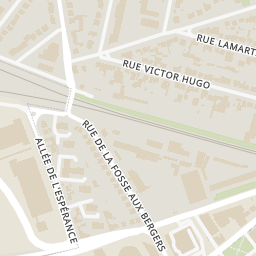 RUE LAMART
RUE VICTOR HUGO
RUE DE LA FOSSE AUX BERGERS
ALLÉE DE L'ESPÉRANCE